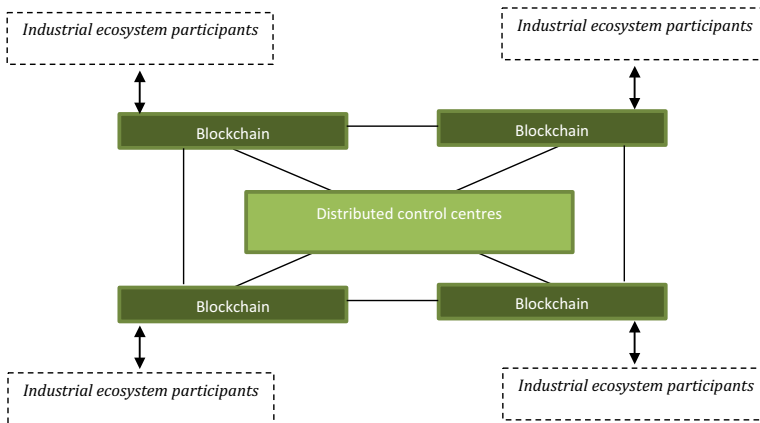 Industrial ecosystem participants
Industrial ecosystem participants
Blockchain
Blockchain
Distributed control centres
Blockchain
Blockchain
Industrial ecosystem participants
Industrial ecosystem participants